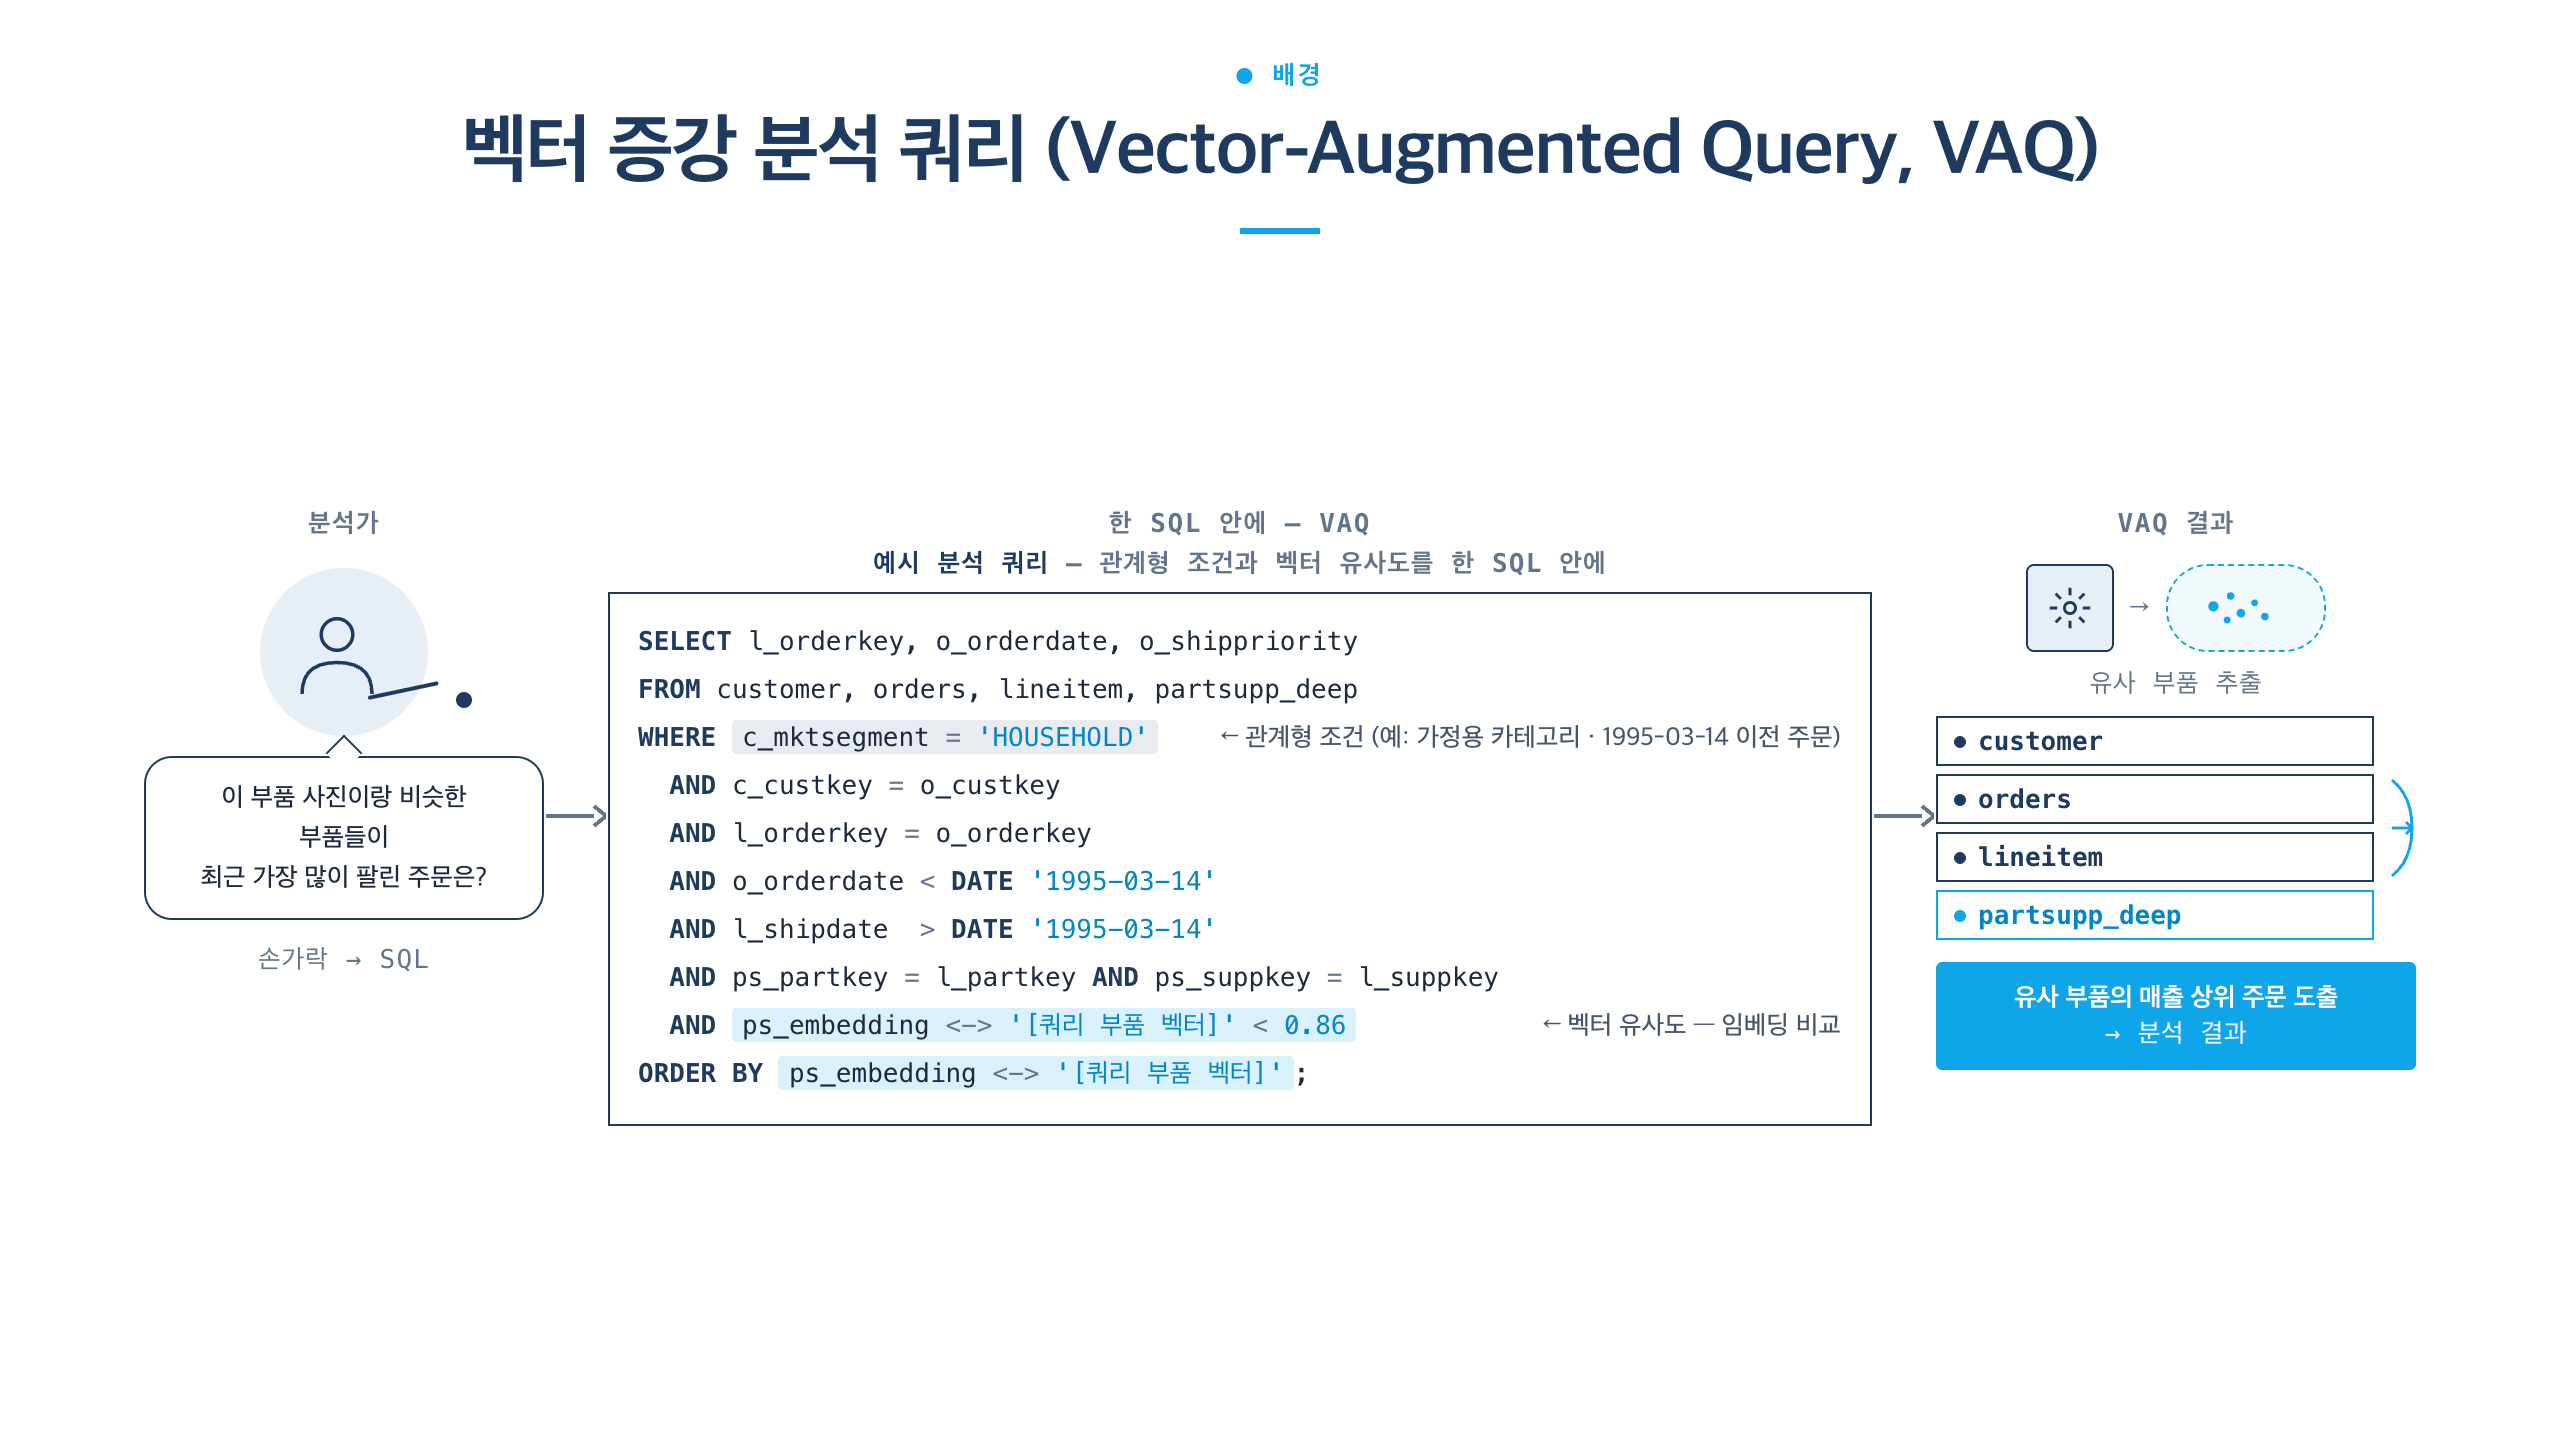 배경
벡터 증강 분석 쿼리 (Vector-Augmented Query, VAQ)
분석가
이 부품 사진이랑 비슷한
부품들이
최근 가장 많이 팔린 주문은?
손가락 → SQL
한 SQL 안에 — VAQ
예시 분석 쿼리 — 관계형 조건과 벡터 유사도를 한 SQL 안에
SELECT l_orderkey, o_orderdate, o_shippriority
FROM customer, orders, lineitem, partsupp_deep
WHERE c_mktsegment = 'HOUSEHOLD' ← 관계형 조건 (예: 가정용 카테고리 · 1995-03-14 이전 주문)
AND c_custkey = o_custkey
AND l_orderkey = o_orderkey
AND o_orderdate < DATE '1995-03-14'
AND l_shipdate > DATE '1995-03-14'
AND ps_partkey = l_partkey AND ps_suppkey = l_suppkey
AND ps_embedding <-> '[쿼리 부품 벡터]' < 0.86 ← 벡터 유사도 — 임베딩 비교
ORDER BY ps_embedding <-> '[쿼리 부품 벡터]';
VAQ 결과
→
유사 부품 추출
customer
orders
lineitem
partsupp_deep
유사 부품의 매출 상위 주문 도출
→ 분석 결과